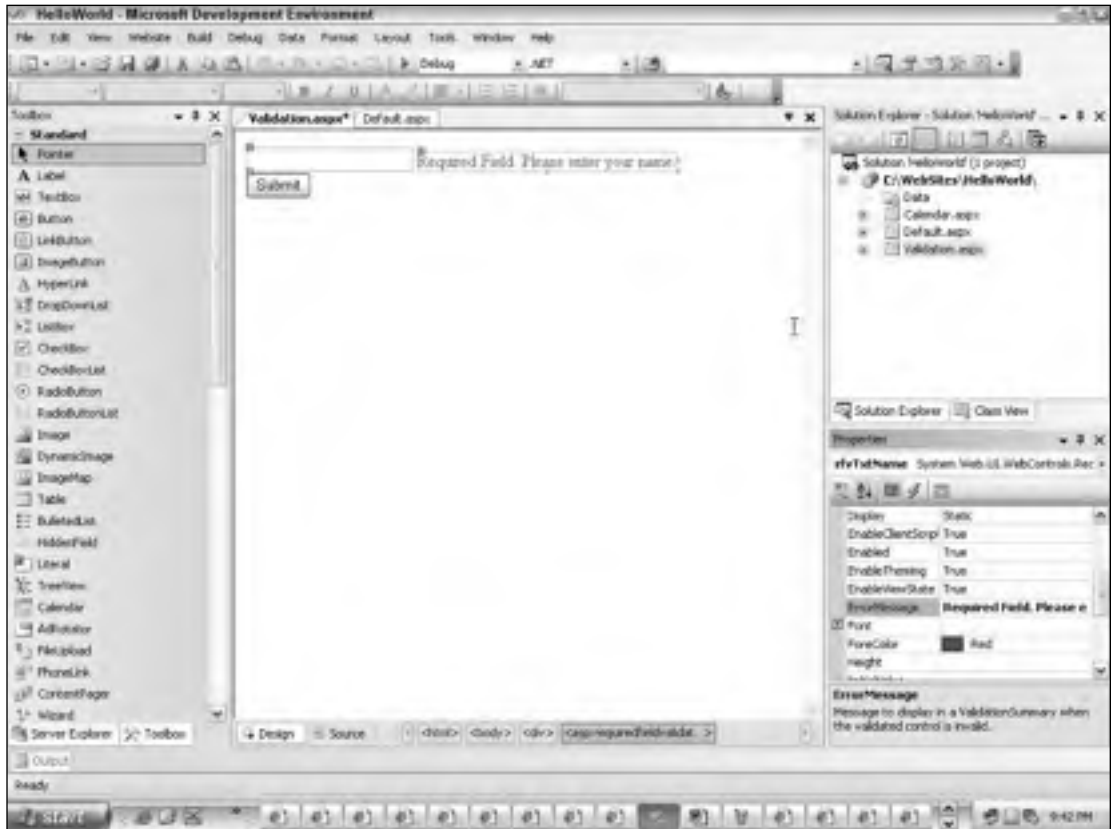 HelloWorld - Microsoft Development Environment
File Edit View Website Build Debug Data Format Layout Tools Window Help
Debug .NET
Toolbox
Standard
Pointer
Label
TextBox
Button
LinkButton
ImageButton
HyperLink
DropDownList
ListBox
CheckBox
CheckBoxList
RadioButton
RadioButtonList
Image
DynamicImage
ImageMap
Table
BulletedList
HiddenField
Literal
TreeView
Calendar
AdRotator
FileUpload
PhoneLink
ContentPager
Wizard
Server Explorer Toolbox
Validation.aspx* Default.aspx
Required Field. Please enter your name.
Submit
Design Source <html> <body> <div> <asp:requiredfieldvalidat...>
Solution Explorer - Solution 'HelloWorld' ...
Solution 'HelloWorld' (1 project)
C:\WebSites\HelloWorld\
Data
Calendar.aspx
Default.aspx
Validation.aspx
Solution Explorer Class View
Properties
rfvTxtName System.Web.UI.WebControls.Rec
Display Static
EnableClientScript True
Enabled True
EnableTheming True
EnableViewState True
ErrorMessage Required Field. Please e
Font
ForeColor Red
Height
ErrorMessage
Message to display in a ValidationSummary when
the validated control is invalid.
Output
Ready
start 9:42 PM